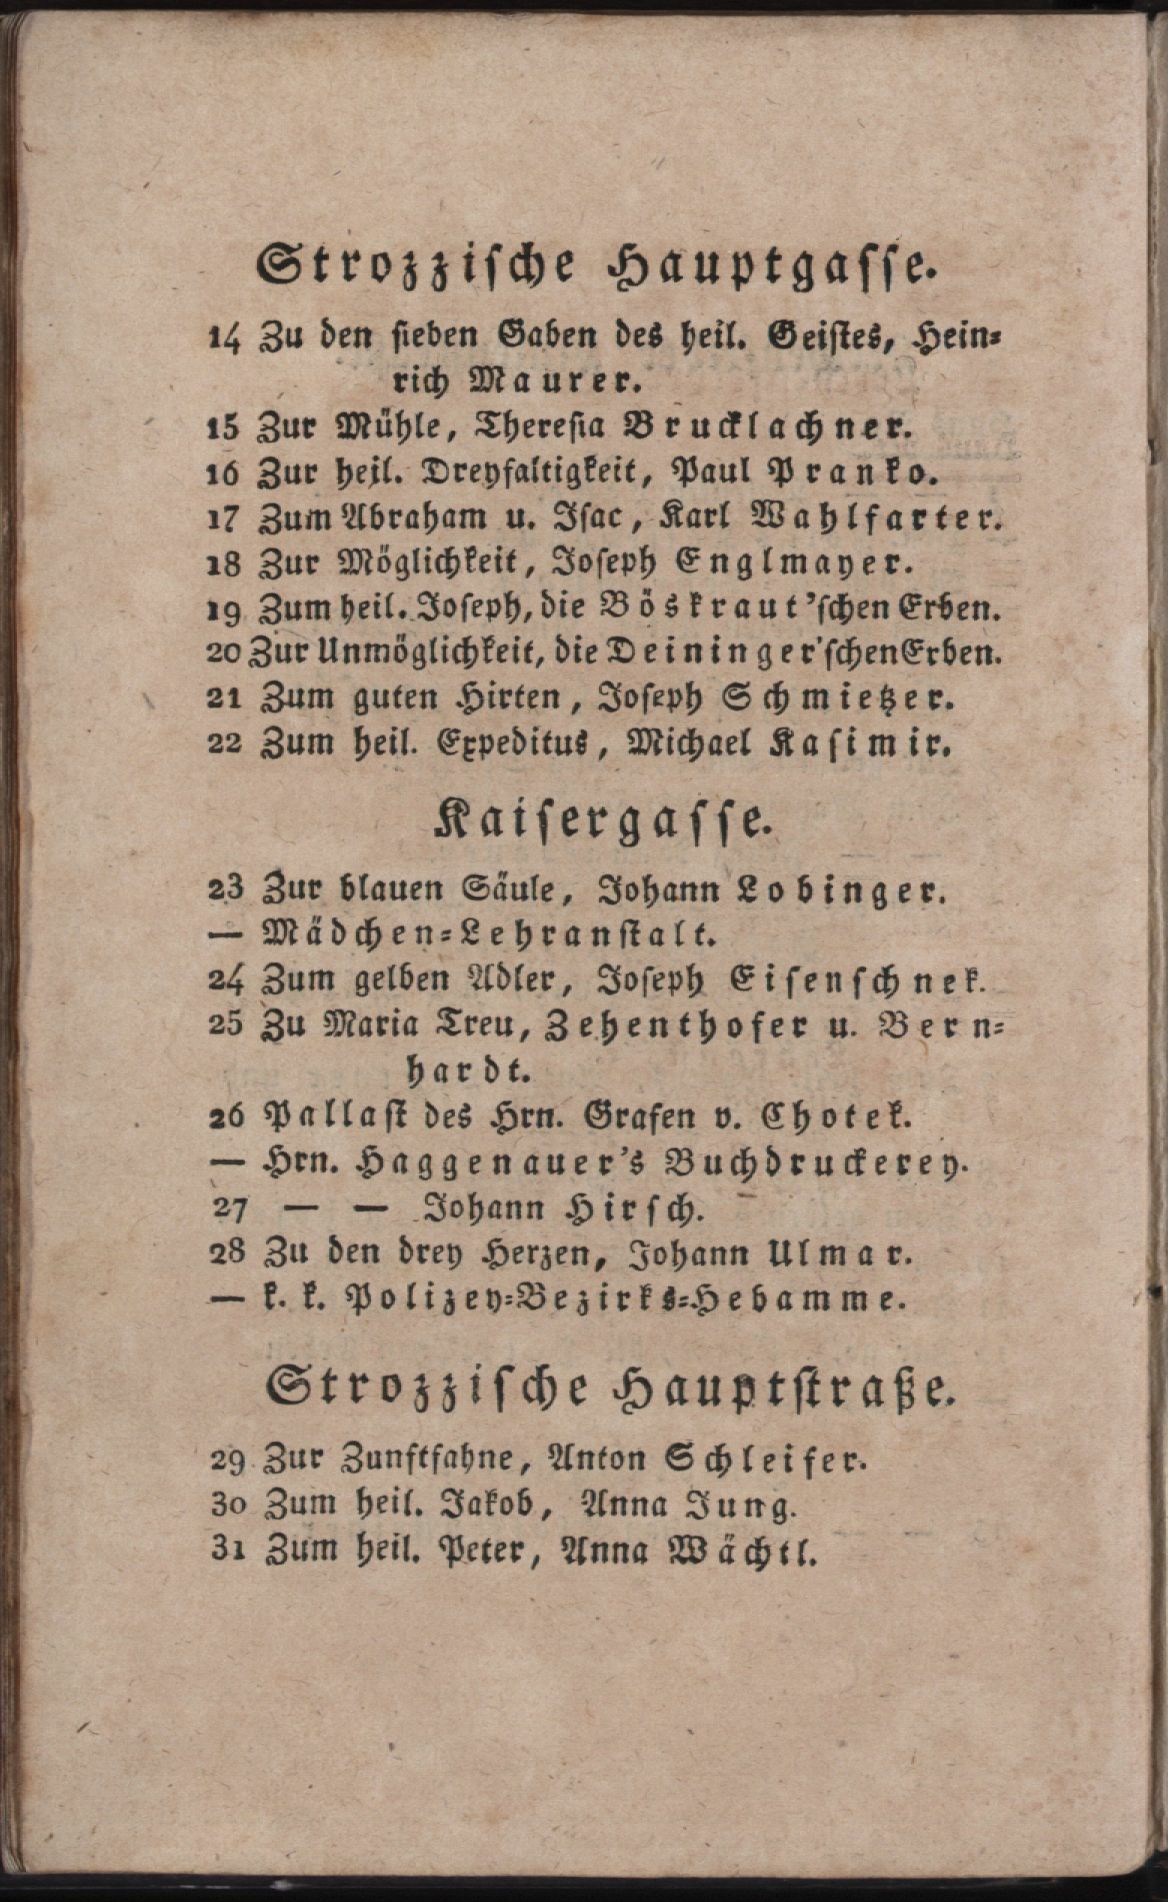 Strozzische Hauptgasse.
14 Zu den sieben Gaben des heil. Geistes, Hein-
rich Maurer.
15 Zur Mühle, Theresia Brucklachner.
16 Zur heil. Dreyfaltigkeit, Paul Pranko.
17 Zum Abraham u. Isac, Karl Wahlfarter.
18 Zur Möglichkeit, Joseph Englmayer.
19 Zum heil. Joseph, die Böskraut'schen Erben.
20 Zur Unmöglichkeit, die Deininger'schen Erben.
21 Zum guten Hirten, Joseph Schmietzer.
22 Zum heil. Expeditus, Michael Kasimir.
Kaisergasse.
23 Zur blauen Säule, Johann Lobinger.
— Mädchen-Lehranstalt.
24 Zum gelben Adler, Joseph Eisenschnek.
25 Zu Maria Treu, Zehenthofer u. Bern-
hardt.
26 Pallast des Hrn. Grafen v. Chotek.
— Hrn. Haggenauer's Buchdruckerey.
27 — — Johann Hirsch.
28 Zu den drey Herzen, Johann Ulmar.
— k. k. Polizey-Bezirks-Hebamme.
Strozzische Hauptstraße.
29 Zur Zunftfahne, Anton Schleifer.
30 Zum heil. Jakob, Anna Jung.
31 Zum heil. Peter, Anna Wächtl.